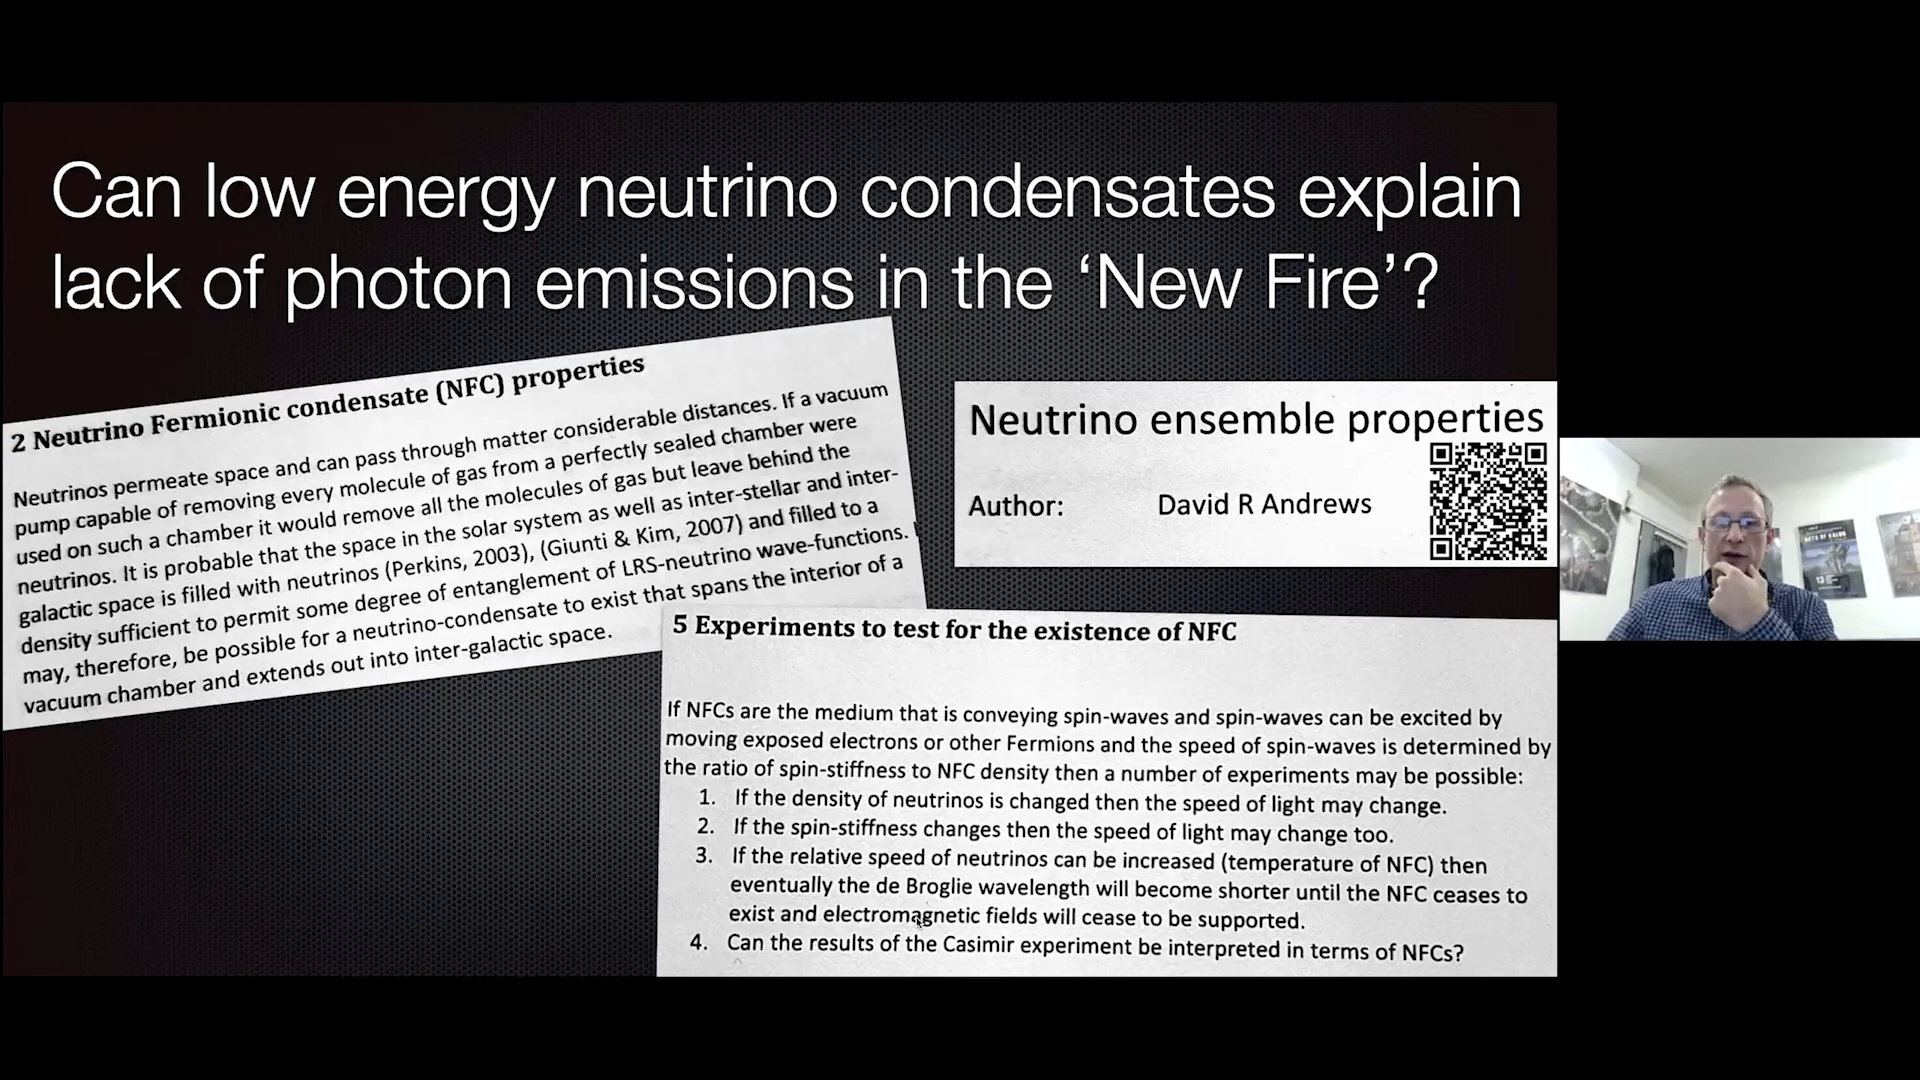 Can low energy neutrino condensates explain
lack of photon emissions in the ‘New Fire’?
2 Neutrino Fermionic condensate (NFC) properties
Neutrinos permeate space and can pass through matter considerable distances. If a vacuum
pump capable of removing every molecule of gas from a perfectly sealed chamber were
used on such a chamber it would remove all the molecules of gas but leave behind the
neutrinos. It is probable that the space in the solar system as well as inter-stellar and inter-
galactic space is filled with neutrinos (Perkins, 2003), (Giunti & Kim, 2007) and filled to a
density sufficient to permit some degree of entanglement of LRS-neutrino wave-functions.
may, therefore, be possible for a neutrino-condensate to exist that spans the interior of a
vacuum chamber and extends out into inter-galactic space.
Neutrino ensemble properties
Author: David R Andrews
5 Experiments to test for the existence of NFC
If NFCs are the medium that is conveying spin-waves and spin-waves can be excited by
moving exposed electrons or other Fermions and the speed of spin-waves is determined by
the ratio of spin-stiffness to NFC density then a number of experiments may be possible:
1. If the density of neutrinos is changed then the speed of light may change.
2. If the spin-stiffness changes then the speed of light may change too.
3. If the relative speed of neutrinos can be increased (temperature of NFC) then
eventually the de Broglie wavelength will become shorter until the NFC ceases to
exist and electromagnetic fields will cease to be supported.
4. Can the results of the Casimir experiment be interpreted in terms of NFCs?